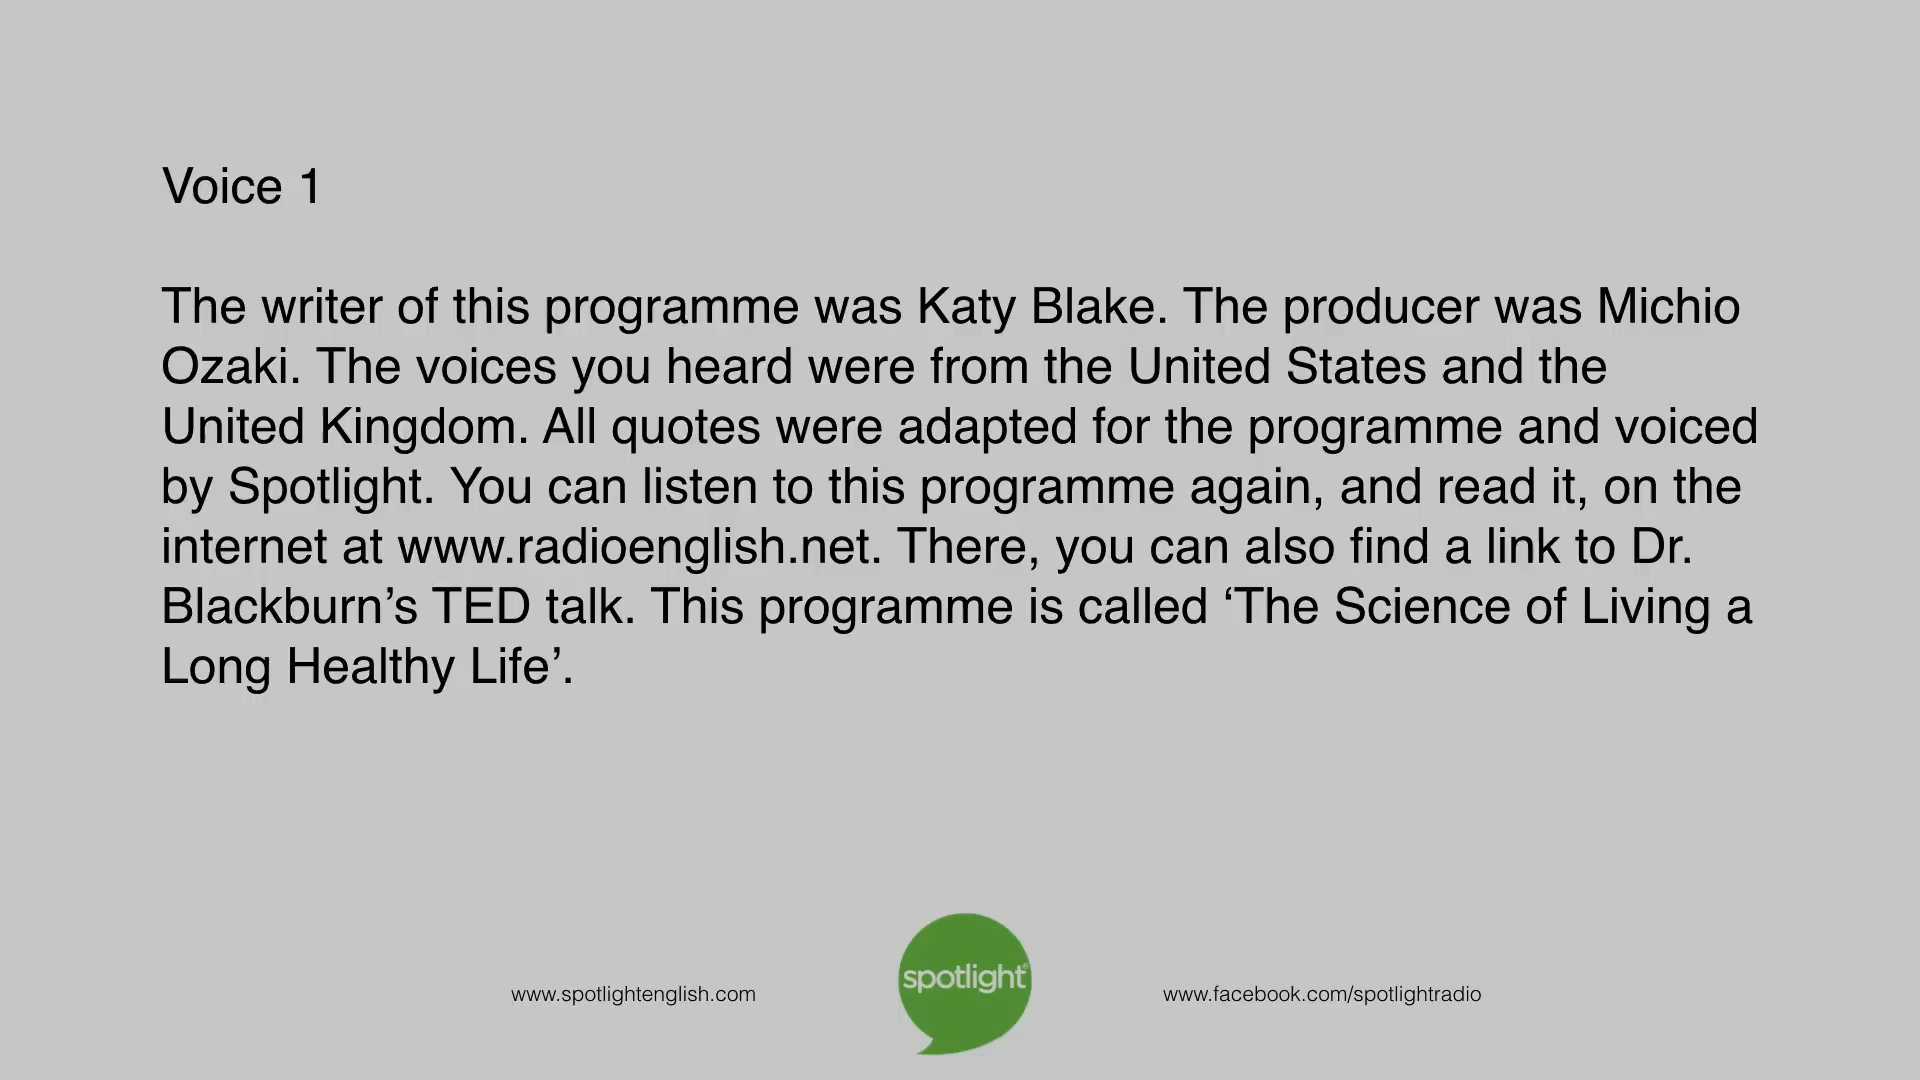 Voice 1
The writer of this programme was Katy Blake. The producer was Michio
Ozaki. The voices you heard were from the United States and the
United Kingdom. All quotes were adapted for the programme and voiced
by Spotlight. You can listen to this programme again, and read it, on the
internet at www.radioenglish.net. There, you can also find a link to Dr.
Blackburn’s TED talk. This programme is called ‘The Science of Living a
Long Healthy Life’.
spotlight®
www.spotlightenglish.com
www.facebook.com/spotlightradio